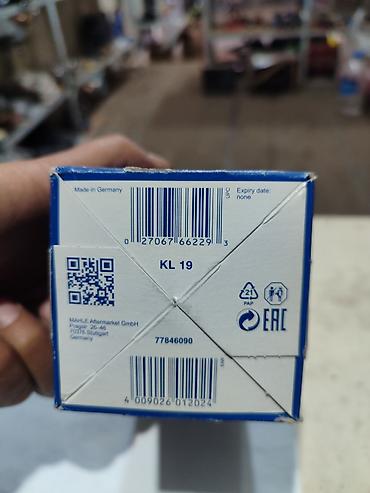 Made in Germany
UPC
Expiry date:
none
0 27067 66229 3
KL 19
21
PAP
MAHLE Aftermarket GmbH
Pragstr. 26-46
70376 Stuttgart
Germany
EAC
77846090
4 009026 012024